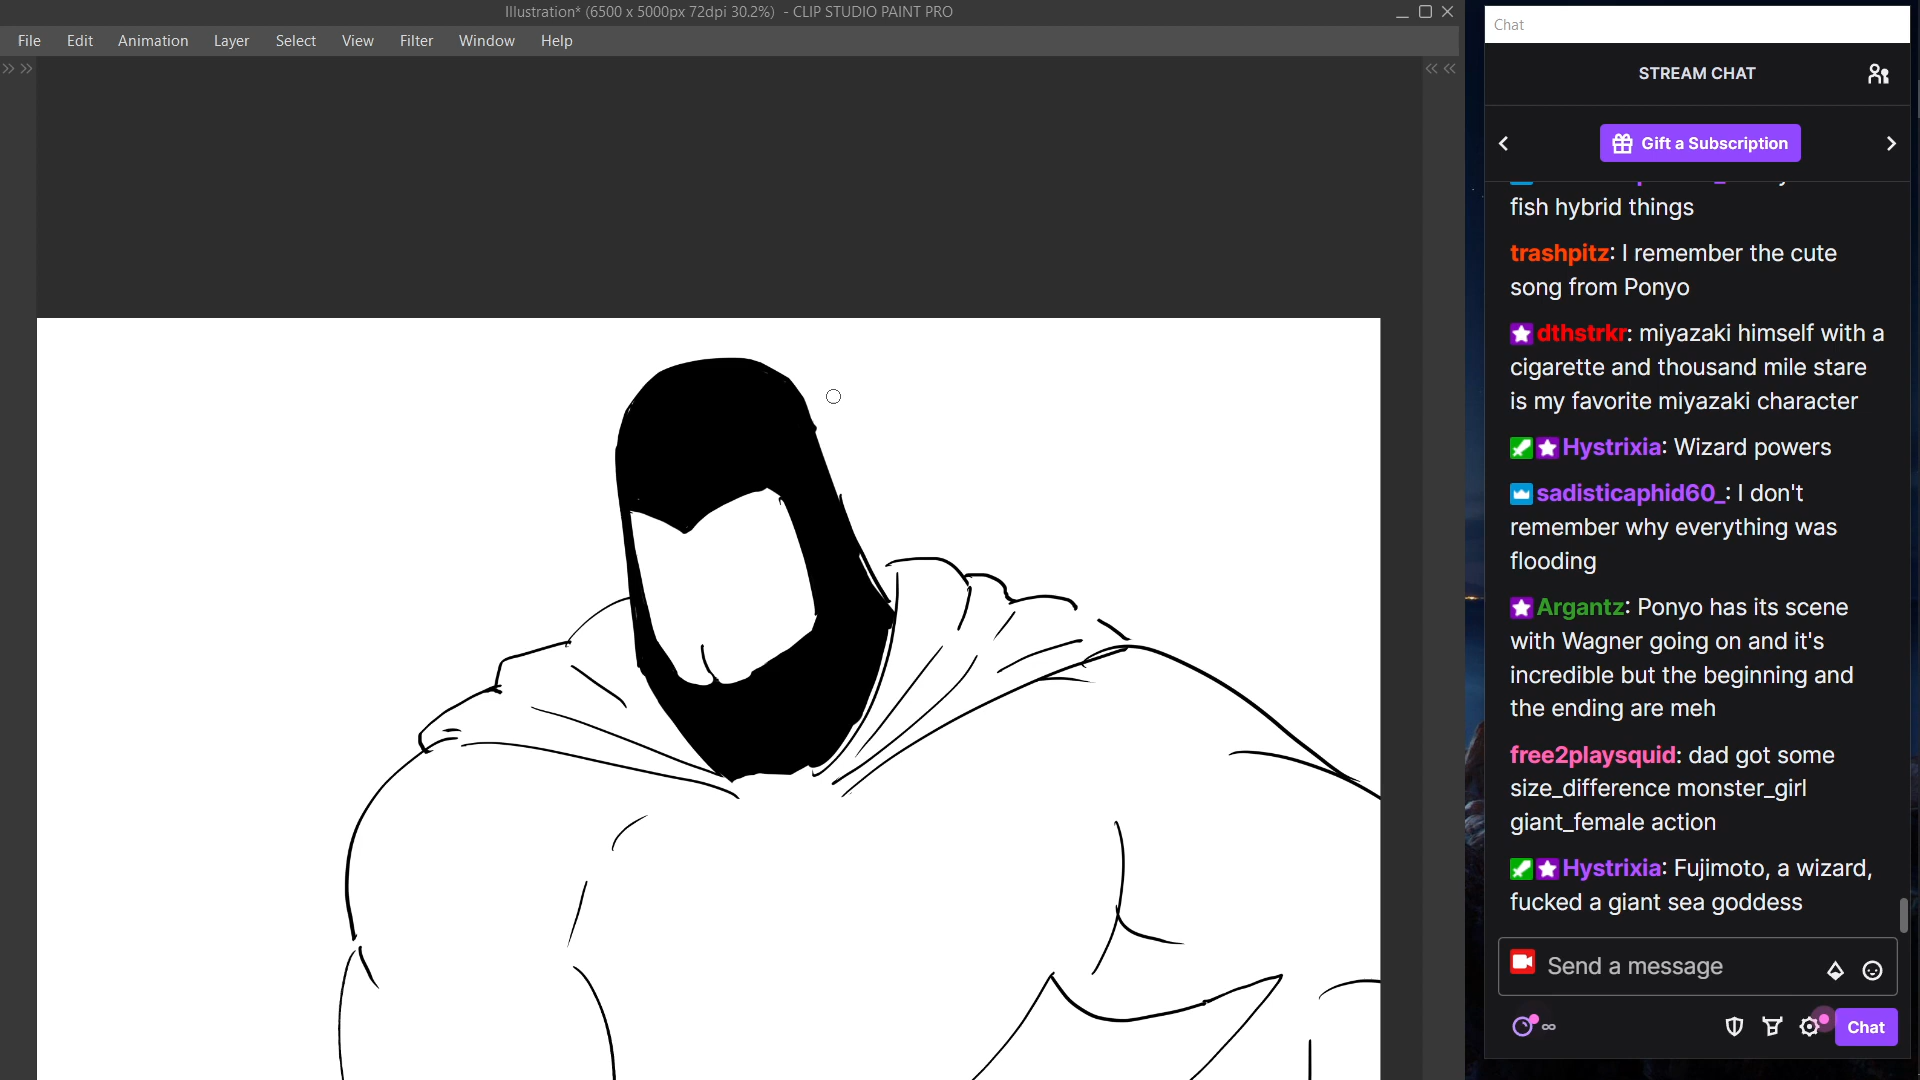 Illustration* (6500 x 5000px 72dpi 30.2%) - CLIP STUDIO PAINT PRO
File Edit Animation Layer Select View Filter Window Help
Chat
STREAM CHAT
Gift a Subscription
fish hybrid things
trashpitz: I remember the cute
song from Ponyo
dthstrkr: miyazaki himself with a
cigarette and thousand mile stare
is my favorite miyazaki character
Hystrixia: Wizard powers
sadisticaphid60_: I don't
remember why everything was
flooding
Argantz: Ponyo has its scene
with Wagner going on and it's
incredible but the beginning and
the ending are meh
free2playsquid: dad got some
size_difference monster_girl
giant_female action
Hystrixia: Fujimoto, a wizard,
fucked a giant sea goddess
Send a message
Chat